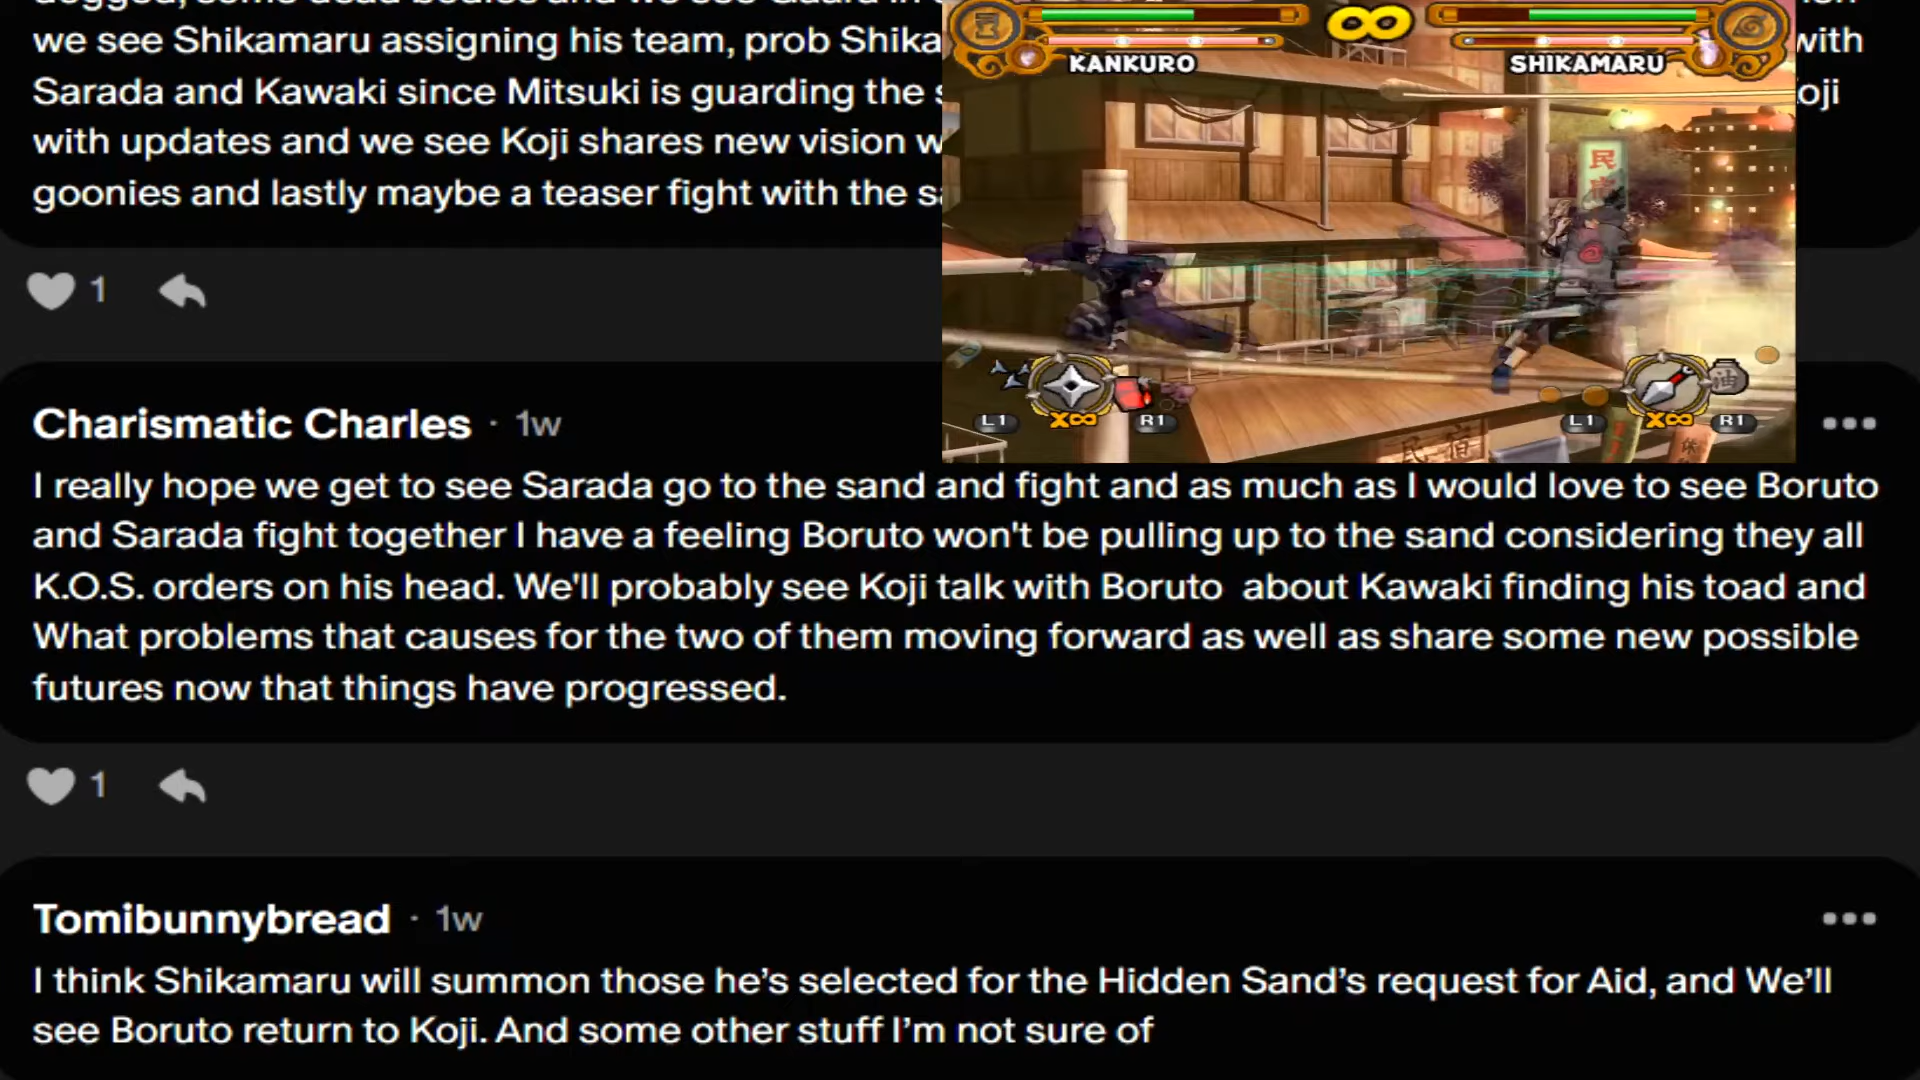 we see Shikamaru assigning his team, prob Shika
with
Sarada and Kawaki since Mitsuki is guarding the
with updates and we see Koji shares new vision
goonies and lastly maybe a teaser fight with the
1
KANKURO
SHIKAMARU
民
L1
X∞
R1
L1
X∞
R1
民宿
Charismatic Charles · 1w
I really hope we get to see Sarada go to the sand and fight and as much as I would love to see Boruto
and Sarada fight together I have a feeling Boruto won't be pulling up to the sand considering they all
K.O.S. orders on his head. We'll probably see Koji talk with Boruto about Kawaki finding his toad and
What problems that causes for the two of them moving forward as well as share some new possible
futures now that things have progressed.
1
Tomibunnybread · 1w
I think Shikamaru will summon those he’s selected for the Hidden Sand’s request for Aid, and We’ll
see Boruto return to Koji. And some other stuff I’m not sure of